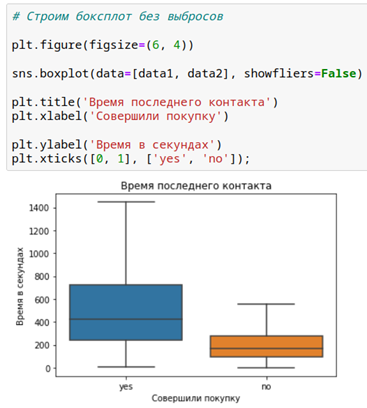 # Строим боксплот без выбросов
plt.figure(figsize=(6, 4))
sns.boxplot(data=[data1, data2], showfliers=False)
plt.title('Время последнего контакта')
plt.xlabel('Совершили покупку')
plt.ylabel('Время в секундах')
plt.xticks([0, 1], ['yes', 'no']);
Время последнего контакта
Время в секундах
1400
1200
1000
800
600
400
200
0
yes no
Совершили покупку